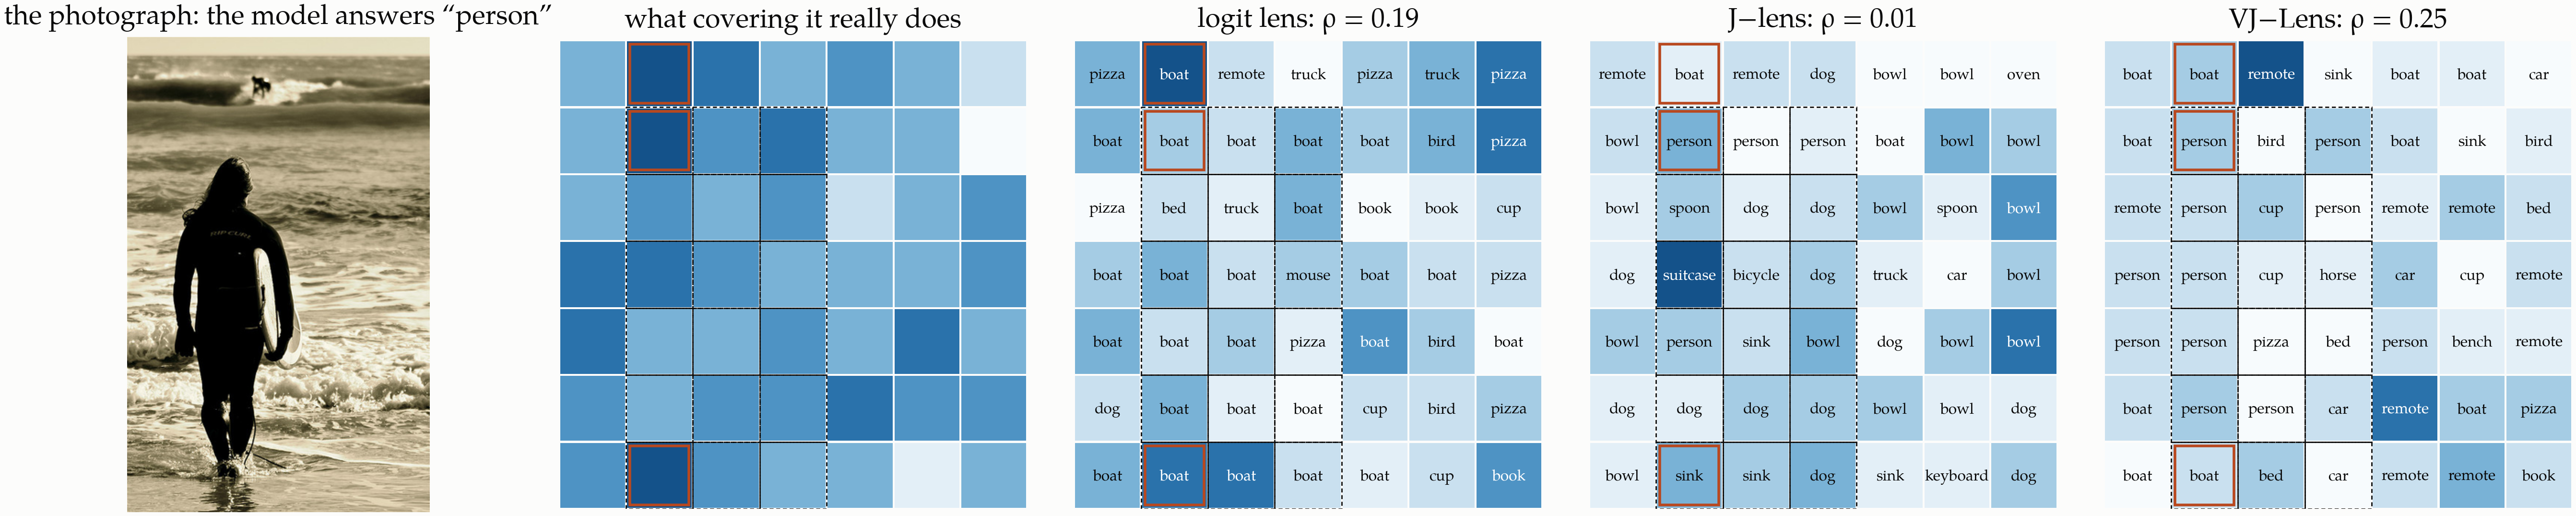 the photograph: the model answers “person”
what covering it really does
logit lens: ρ = 0.19
J−lens: ρ = 0.01
VJ−Lens: ρ = 0.25
RIP CURL
pizza boat remote truck pizza truck pizza
boat boat boat boat boat bird pizza
pizza bed truck boat book book cup
boat boat boat mouse boat boat pizza
boat boat boat pizza boat bird boat
dog boat boat boat cup bird pizza
boat boat boat boat boat cup book
remote boat remote dog bowl bowl oven
bowl person person person boat bowl bowl
bowl spoon dog dog bowl spoon bowl
dog suitcase bicycle dog truck car bowl
bowl person sink bowl dog bowl bowl
dog dog dog dog bowl bowl dog
bowl sink sink dog sink keyboard dog
boat boat remote sink boat boat car
boat person bird person boat sink bird
remote person cup person remote remote bed
person person cup horse car cup remote
person person pizza bed person bench remote
boat person person car remote boat pizza
boat boat bed car remote remote book